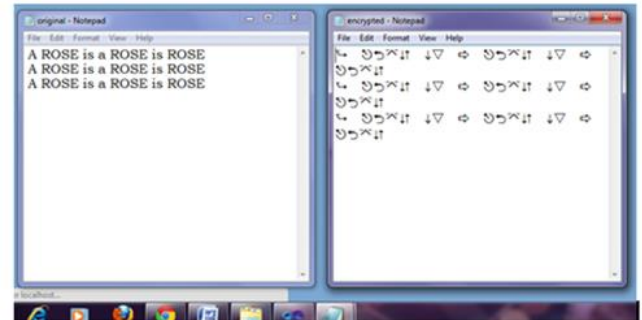 original - Notepad
File Edit Format View Help
A ROSE is a ROSE is ROSE
A ROSE is a ROSE is ROSE
A ROSE is a ROSE is ROSE
encrypted - Notepad
File Edit Format View Help
⤷ ⎋⮌⌤↓↑ ↓▽ ⇨ ⎋⮌⌤↓↑ ↓▽ ⇨
⎋⮌⌤↓↑
⤷ ⎋⮌⌤↓↑ ↓▽ ⇨ ⎋⮌⌤↓↑ ↓▽ ⇨
⎋⮌⌤↓↑
⤷ ⎋⮌⌤↓↑ ↓▽ ⇨ ⎋⮌⌤↓↑ ↓▽ ⇨
⎋⮌⌤↓↑
localhost...